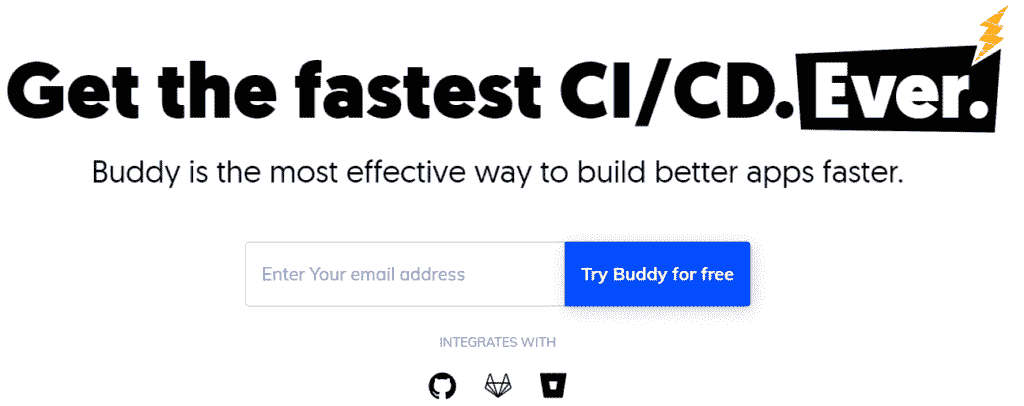 Get the fastest CI/CD. Ever.
Buddy is the most effective way to build better apps faster.
Enter Your email address
Try Buddy for free
INTEGRATES WITH